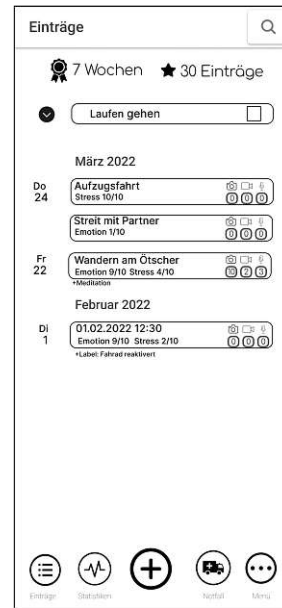 Einträge
7 Wochen
30 Einträge
Laufen gehen
März 2022
Do
24
Aufzugsfahrt
Stress 10/10
0 0 0
Streit mit Partner
Emotion 1/10
0 0 0
Fr
22
Wandern am Ötscher
Emotion 9/10 Stress 4/10
10 2 3
+Meditation
Februar 2022
Di
1
01.02.2022 12:30
Emotion 9/10 Stress 2/10
0 0 0
+Label: Fahrad reaktivert
Einträge
Statistiken
Notfall
Menü